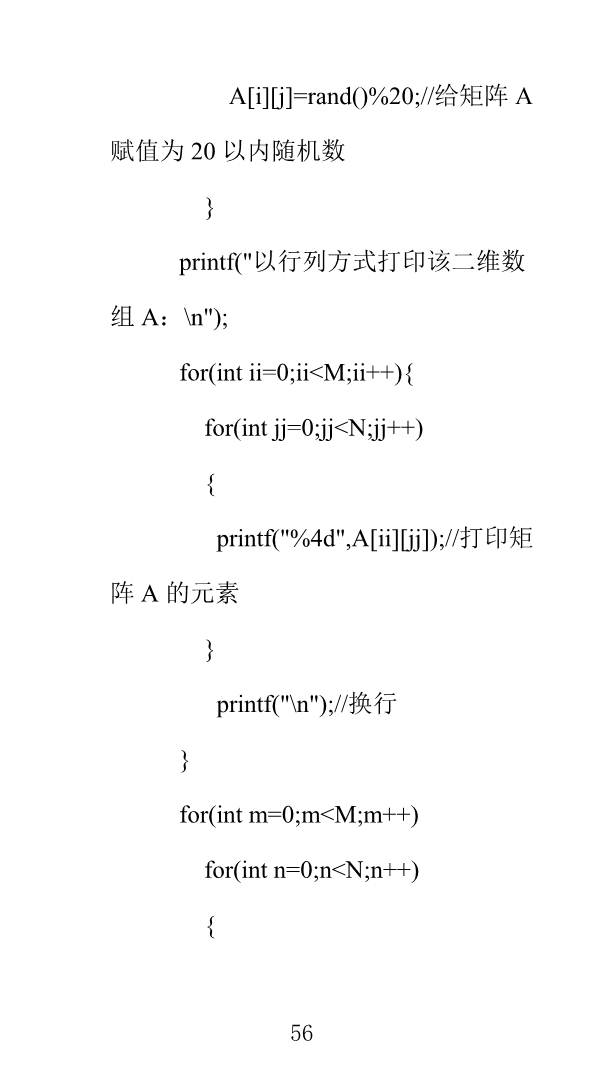 A[i][j]=rand()%20;//给矩阵 A
赋值为 20 以内随机数
}
printf("以行列方式打印该二维数
组 A：\n");
for(int ii=0;ii<M;ii++){
for(int jj=0;jj<N;jj++)
{
printf("%4d",A[ii][jj]);//打印矩
阵 A 的元素
}
printf("\n");//换行
}
for(int m=0;m<M;m++)
for(int n=0;n<N;n++)
{
56